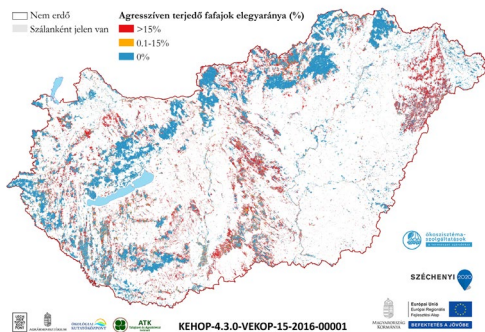 Nem erdő
Szálanként jelen van
Agresszíven terjedő fafajok elegyaránya (%)
>15%
0.1-15%
0%
ökoszisztéma-
szolgáltatások
SZÉCHENYI 2020
ATK
KEHOP-4.3.0-VEKOP-15-2016-00001
MAGYARORSZÁG
KORMÁNYA
Európai Unió
Európai Regionális
Fejlesztési Alap
BEFEKTETÉS A JÖVŐBE